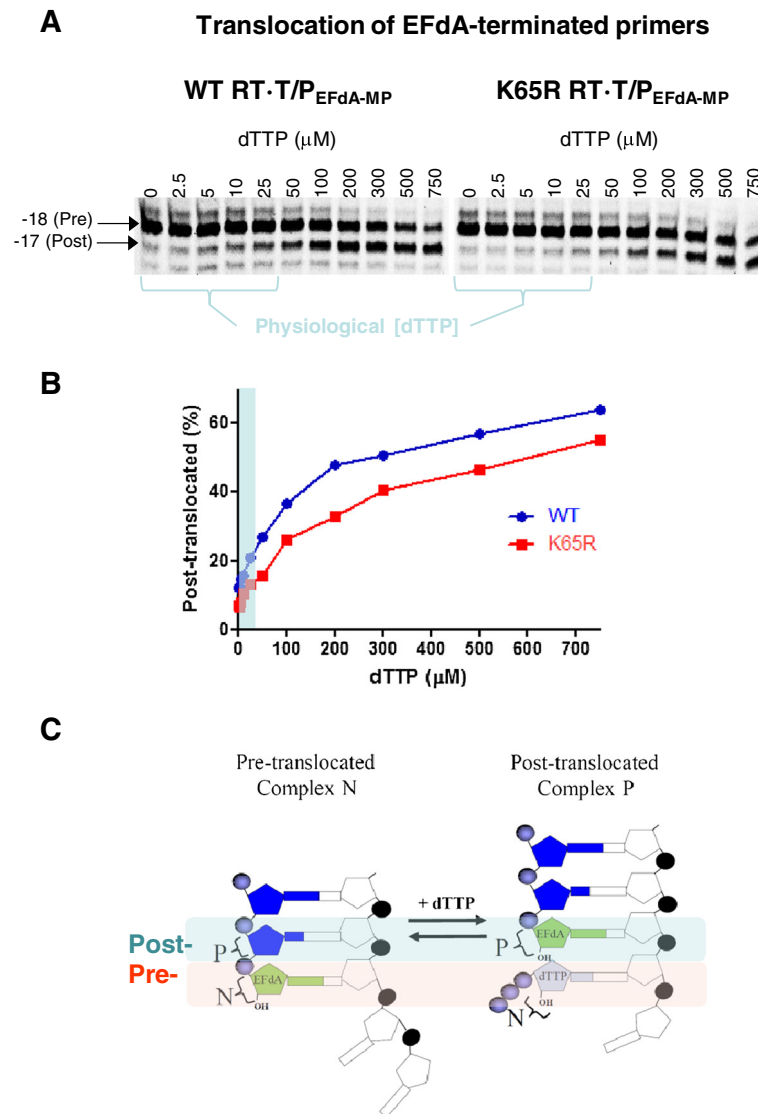 A
Translocation of EFdA-terminated primers
WT RT·T/PEFdA-MP
K65R RT·T/PEFdA-MP
dTTP (μM)
dTTP (μM)
0 2.5 5 10 25 50 100 200 300 500 750
0 2.5 5 10 25 50 100 200 300 500 750
-18 (Pre)
-17 (Post)
Physiological [dTTP]
B
Post-translocated (%)
60
40
20
0
WT
K65R
0 100 200 300 400 500 600 700
dTTP (μM)
C
Pre-translocated
Complex N
Post-translocated
Complex P
+ dTTP
Post-
Pre-
P
EFdA
OH
N
P
EFdA
OH
dTTP
OH
N